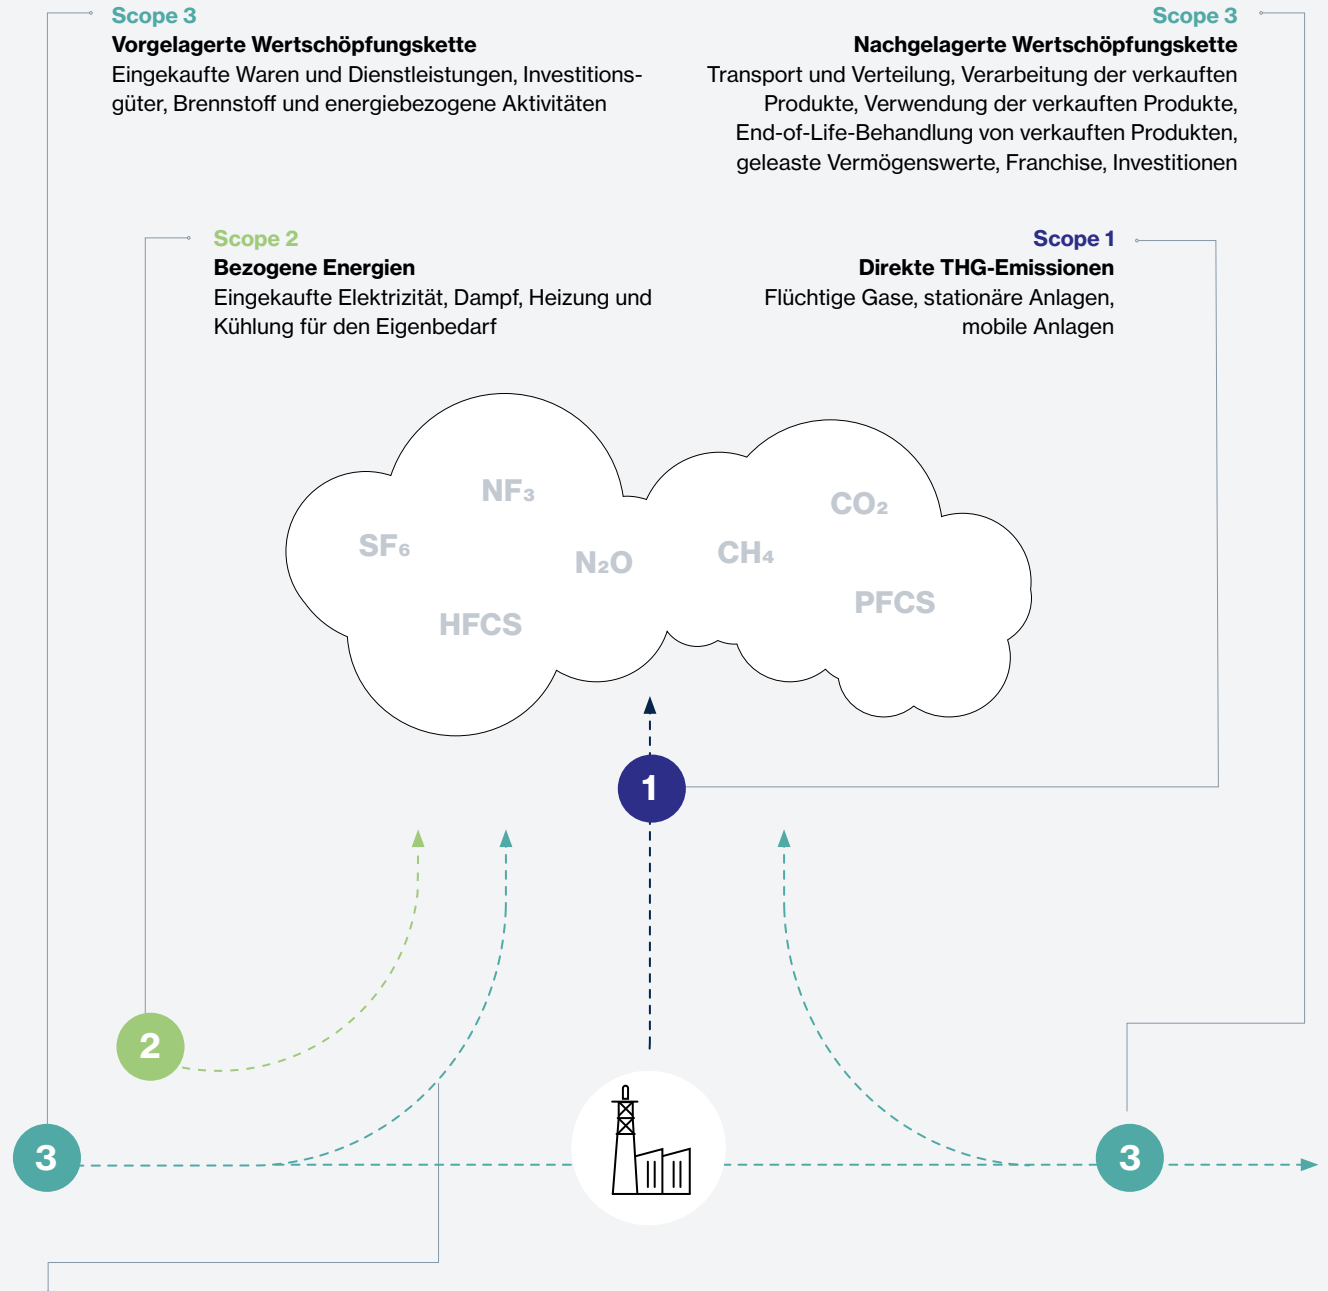 Scope 3
Vorgelagerte Wertschöpfungskette
Eingekaufte Waren und Dienstleistungen, Investitions-
güter, Brennstoff und energiebezogene Aktivitäten
Scope 3
Nachgelagerte Wertschöpfungskette
Transport und Verteilung, Verarbeitung der verkauften
Produkte, Verwendung der verkauften Produkte,
End-of-Life-Behandlung von verkauften Produkten,
geleaste Vermögenswerte, Franchise, Investitionen
Scope 2
Bezogene Energien
Eingekaufte Elektrizität, Dampf, Heizung und
Kühlung für den Eigenbedarf
Scope 1
Direkte THG-Emissionen
Flüchtige Gase, stationäre Anlagen,
mobile Anlagen
NF₃
CO₂
SF₆
N₂O
CH₄
HFCS
PFCS
1
2
3
3